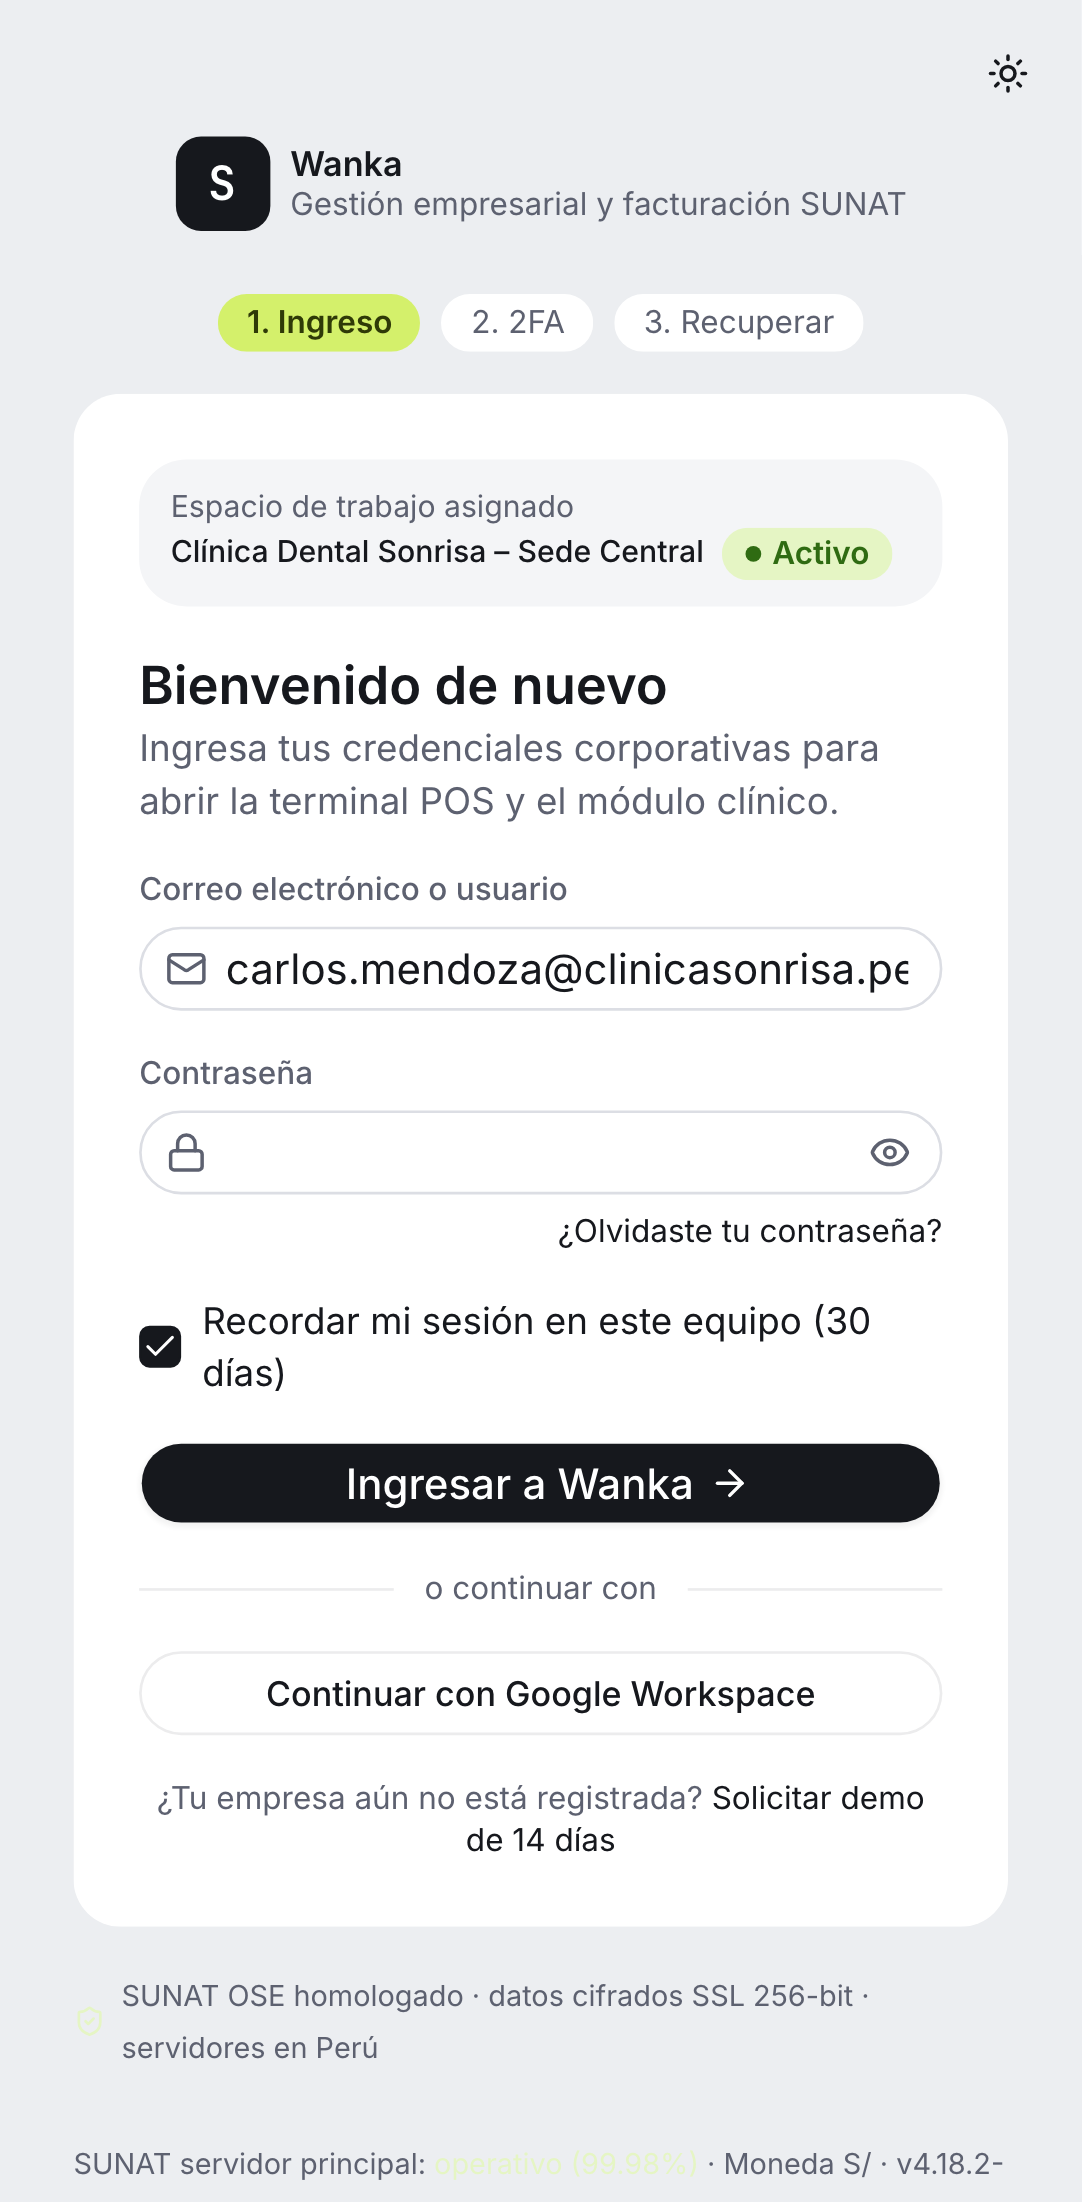 S
Wanka
Gestión empresarial y facturación SUNAT
1. Ingreso
2. 2FA
3. Recuperar
Espacio de trabajo asignado
Clínica Dental Sonrisa – Sede Central
Activo
Bienvenido de nuevo
Ingresa tus credenciales corporativas para
abrir la terminal POS y el módulo clínico.
Correo electrónico o usuario
carlos.mendoza@clinicasonrisa.pe
Contraseña
¿Olvidaste tu contraseña?
Recordar mi sesión en este equipo (30
días)
Ingresar a Wanka →
o continuar con
Continuar con Google Workspace
¿Tu empresa aún no está registrada? Solicitar demo
de 14 días
SUNAT OSE homologado · datos cifrados SSL 256-bit ·
servidores en Perú
SUNAT servidor principal: operativo (99.98%) · Moneda S/ · v4.18.2-